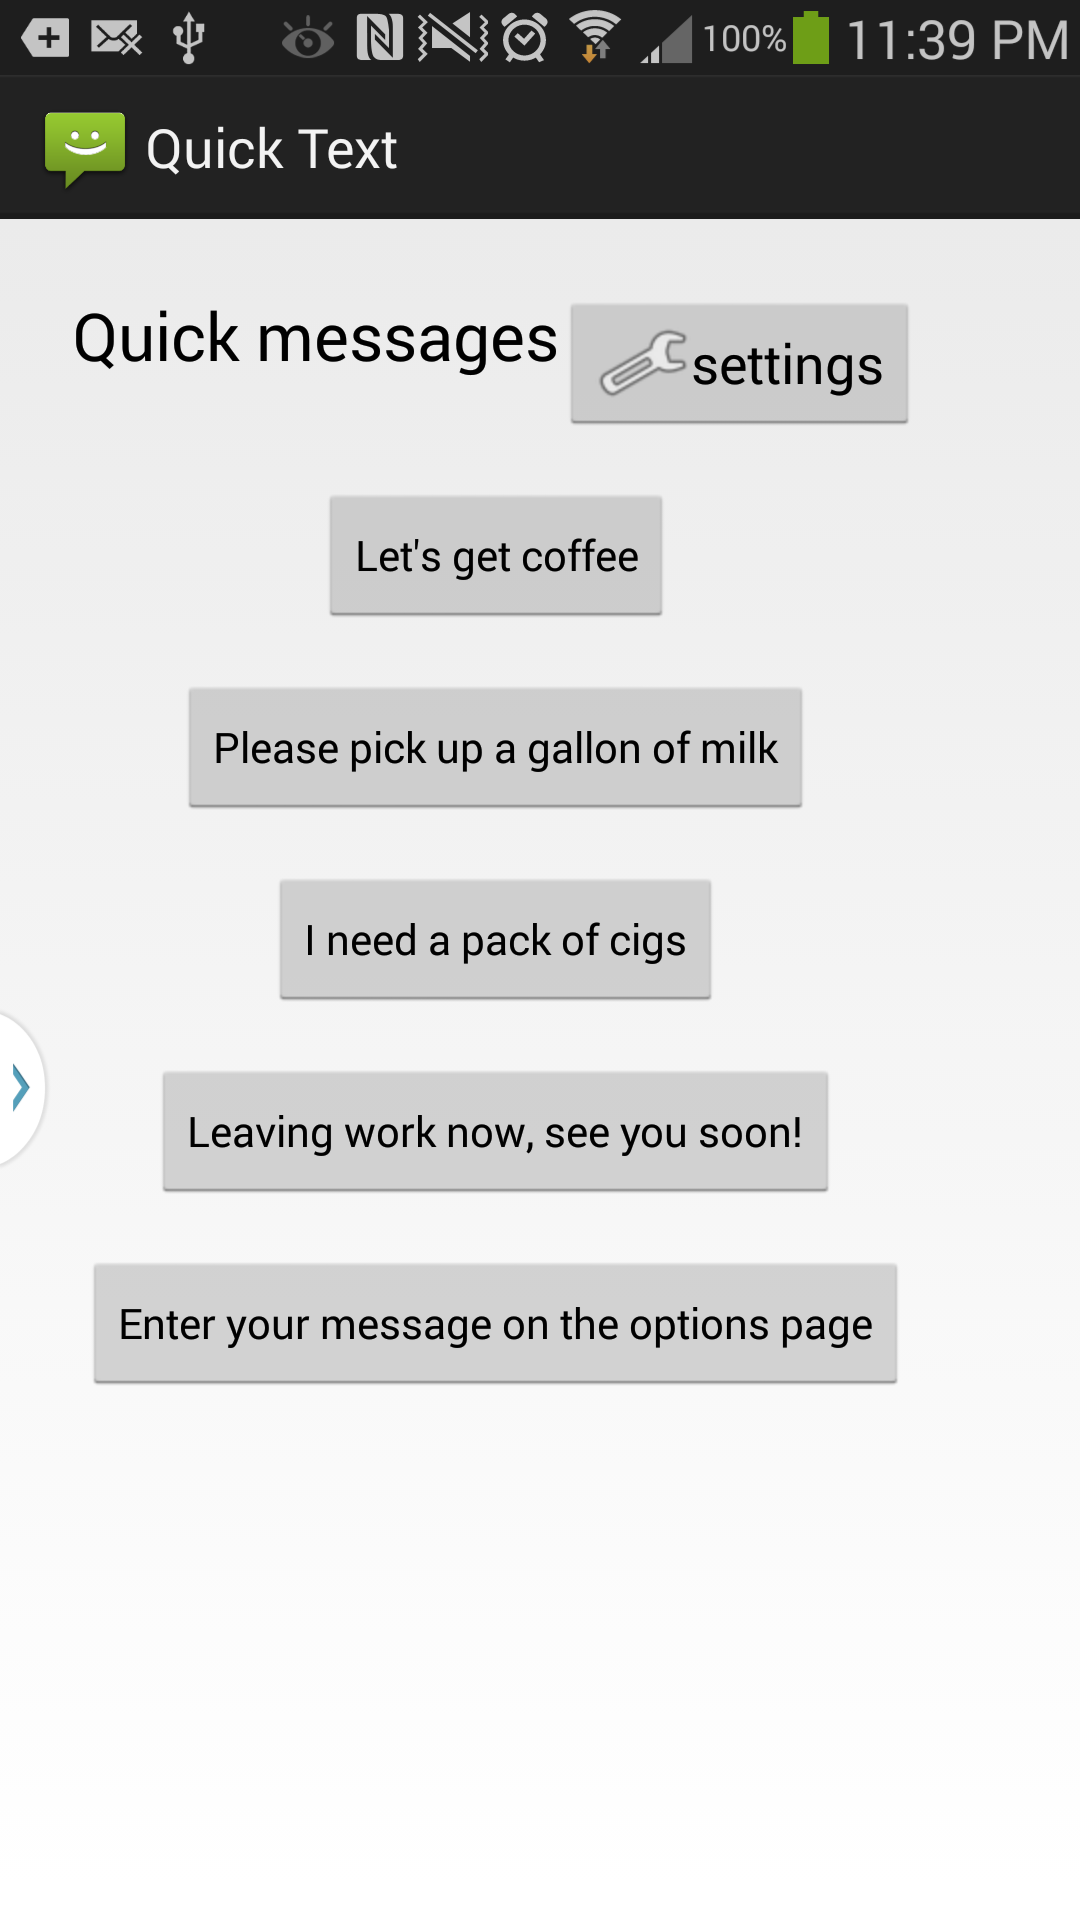 100% 11:39 PM
Quick Text
Quick messages
settings
Let's get coffee
Please pick up a gallon of milk
I need a pack of cigs
Leaving work now, see you soon!
Enter your message on the options page